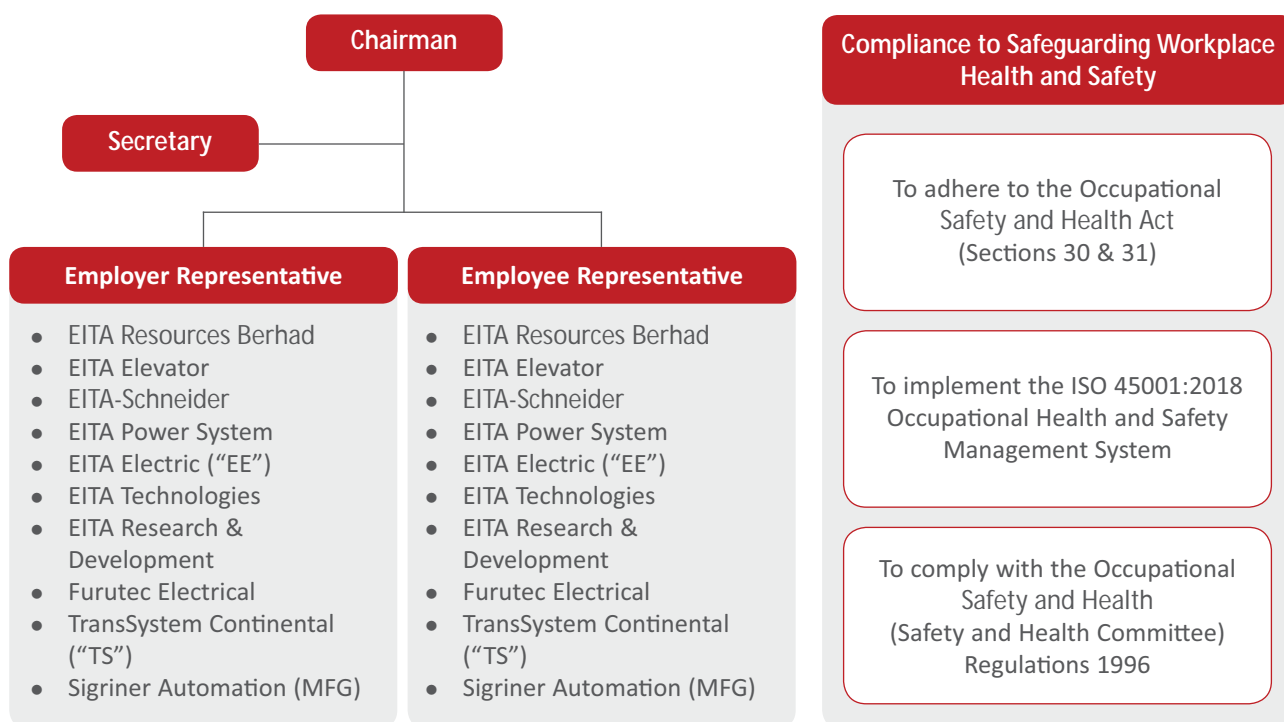 Chairman
Secretary
Employer Representative
● EITA Resources Berhad
● EITA Elevator
● EITA-Schneider
● EITA Power System
● EITA Electric (“EE”)
● EITA Technologies
● EITA Research &
Development
● Furutec Electrical
● TransSystem Continental
(“TS”)
● Sigriner Automation (MFG)
Employee Representative
● EITA Resources Berhad
● EITA Elevator
● EITA-Schneider
● EITA Power System
● EITA Electric (“EE”)
● EITA Technologies
● EITA Research &
Development
● Furutec Electrical
● TransSystem Continental
(“TS”)
● Sigriner Automation (MFG)
Compliance to Safeguarding Workplace
Health and Safety
To adhere to the Occupational
Safety and Health Act
(Sections 30 & 31)
To implement the ISO 45001:2018
Occupational Health and Safety
Management System
To comply with the Occupational
Safety and Health
(Safety and Health Committee)
Regulations 1996